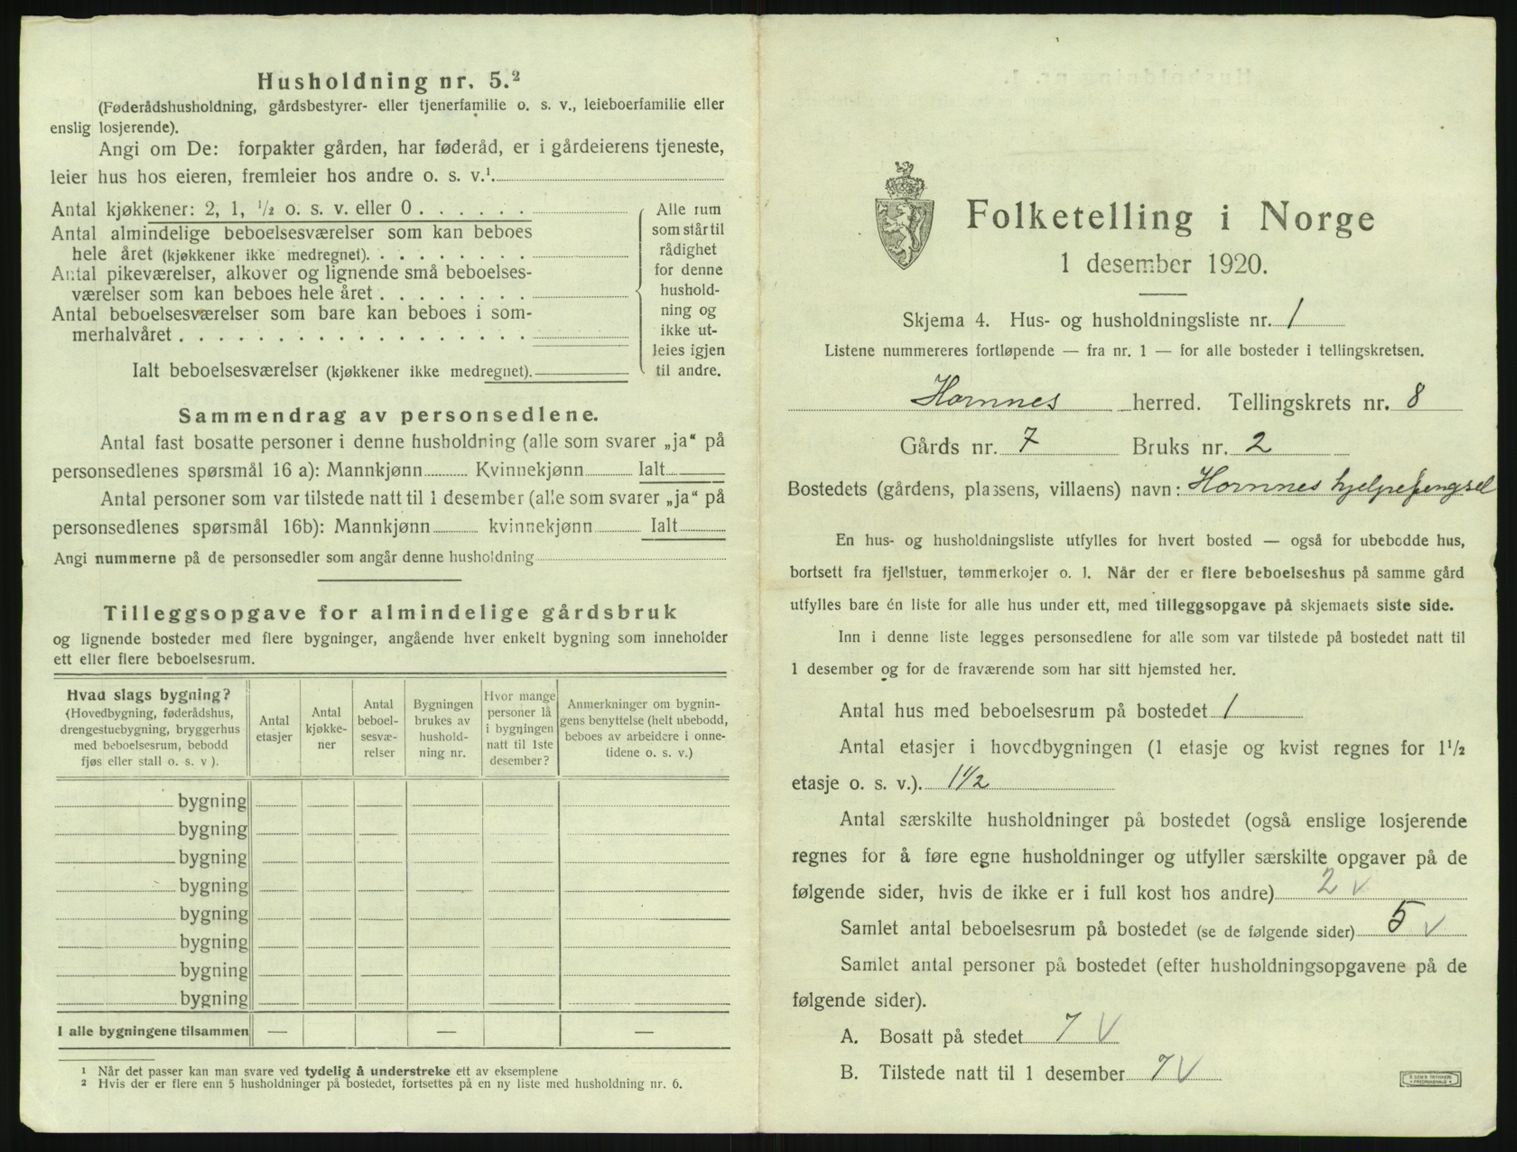 Husholdning nr. 5.²
(Føderådshusholdning, gårdsbestyrer- eller tjenerfamilie o. s. v., leieboerfamilie eller
enslig losjerende).
Angi om De: forpakter gården, har føderåd, er i gårdeierens tjeneste,
leier hus hos eieren, fremleier hos andre o. s. v.¹
Antal kjøkkener: 2, 1, ½ o. s. v. eller 0 . . . . . .
Antal almindelige beboelsesværelser som kan beboes
hele året (kjøkkener ikke medregnet). . . . . . . . .
Antal pikeværelser, alkover og lignende små beboelses-
værelser som kan beboes hele året . . . . . . . .
Antal beboelsesværelser som bare kan beboes i som-
merhalvåret . . . . . . . . . . . . . . . . . .
Ialt beboelsesværelser (kjøkkener ikke medregnet).
Alle rum
som står til
rådighet
for denne
hushold-
ning og
ikke ut-
leies igjen
til andre.
Sammendrag av personsedlene.
Antal fast bosatte personer i denne husholdning (alle som svarer „ja" på
personsedlenes spørsmål 16 a): Mannkjønn Kvinnekjønn Ialt
Antal personer som var tilstede natt til 1 desember (alle som svarer „ja" på
personsedlenes spørsmål 16b): Mannkjønn kvinnekjønn Ialt
Angi nummerne på de personsedler som angår denne husholdning
Tilleggsopgave for almindelige gårdsbruk
og lignende bosteder med flere bygninger, angående hver enkelt bygning som inneholder
ett eller flere beboelsesrum.
Hvad slags bygning?
(Hovedbygning, føderådshus,
drengestuebygning, bryggerhus
med beboelsesrum, bebodd
fjøs eller stall o. s. v ).
Antal
etasjer
Antal
kjøkke-
ner
Antal
beboel-
sesvæ-
relser
Bygningen
brukes av
hushold-
ning nr.
Hvor mange
personer lå
i bygningen
natt til 1ste
desember?
Anmerkninger om bygnin-
gens benyttelse (helt ubebodd,
beboes av arbeidere i onne-
tidene o. s. v.)
bygning
bygning
bygning
bygning
bygning
bygning
bygning
bygning
I alle bygningene tilsammen — — —
¹ Når det passer kan man svare ved tydelig å understreke ett av eksemplene
² Hvis der er flere enn 5 husholdninger på bostedet, fortsettes på en ny liste med husholdning nr. 6.
Folketelling i Norge
1 desember 1920.
Skjema 4. Hus- og husholdningsliste nr. 1
Listene nummereres fortløpende — fra nr. 1 — for alle bosteder i tellingskretsen.
Hornnes herred. Tellingskrets nr. 8
Gårds nr. 7 Bruks nr. 2
Bostedets (gårdens, plassens, villaens) navn: Hornnes hjelpefengsel
En hus- og husholdningsliste utfylles for hvert bosted — også for ubebodde hus,
bortsett fra fjellstuer, tømmerkojer o. l. Når der er flere beboelseshus på samme gård
utfylles bare én liste for alle hus under ett, med tilleggsopgave på skjemaets siste side.
Inn i denne liste legges personsedlene for alle som var tilstede på bostedet natt til
1 desember og for de fraværende som har sitt hjemsted her.
Antal hus med beboelsesrum på bostedet 1
Antal etasjer i hovedbygningen (1 etasje og kvist regnes for 1½
etasje o. s. v.). 1½
Antal særskilte husholdninger på bostedet (også enslige losjerende
regnes for å føre egne husholdninger og utfyller særskilte opgaver på de
følgende sider, hvis de ikke er i full kost hos andre) 2 v
Samlet antal beboelsesrum på bostedet (se de følgende sider) 5 v
Samlet antal personer på bostedet (efter husholdningsopgavene på de
følgende sider).
A. Bosatt på stedet 7 v
B. Tilstede natt til 1 desember 7 v